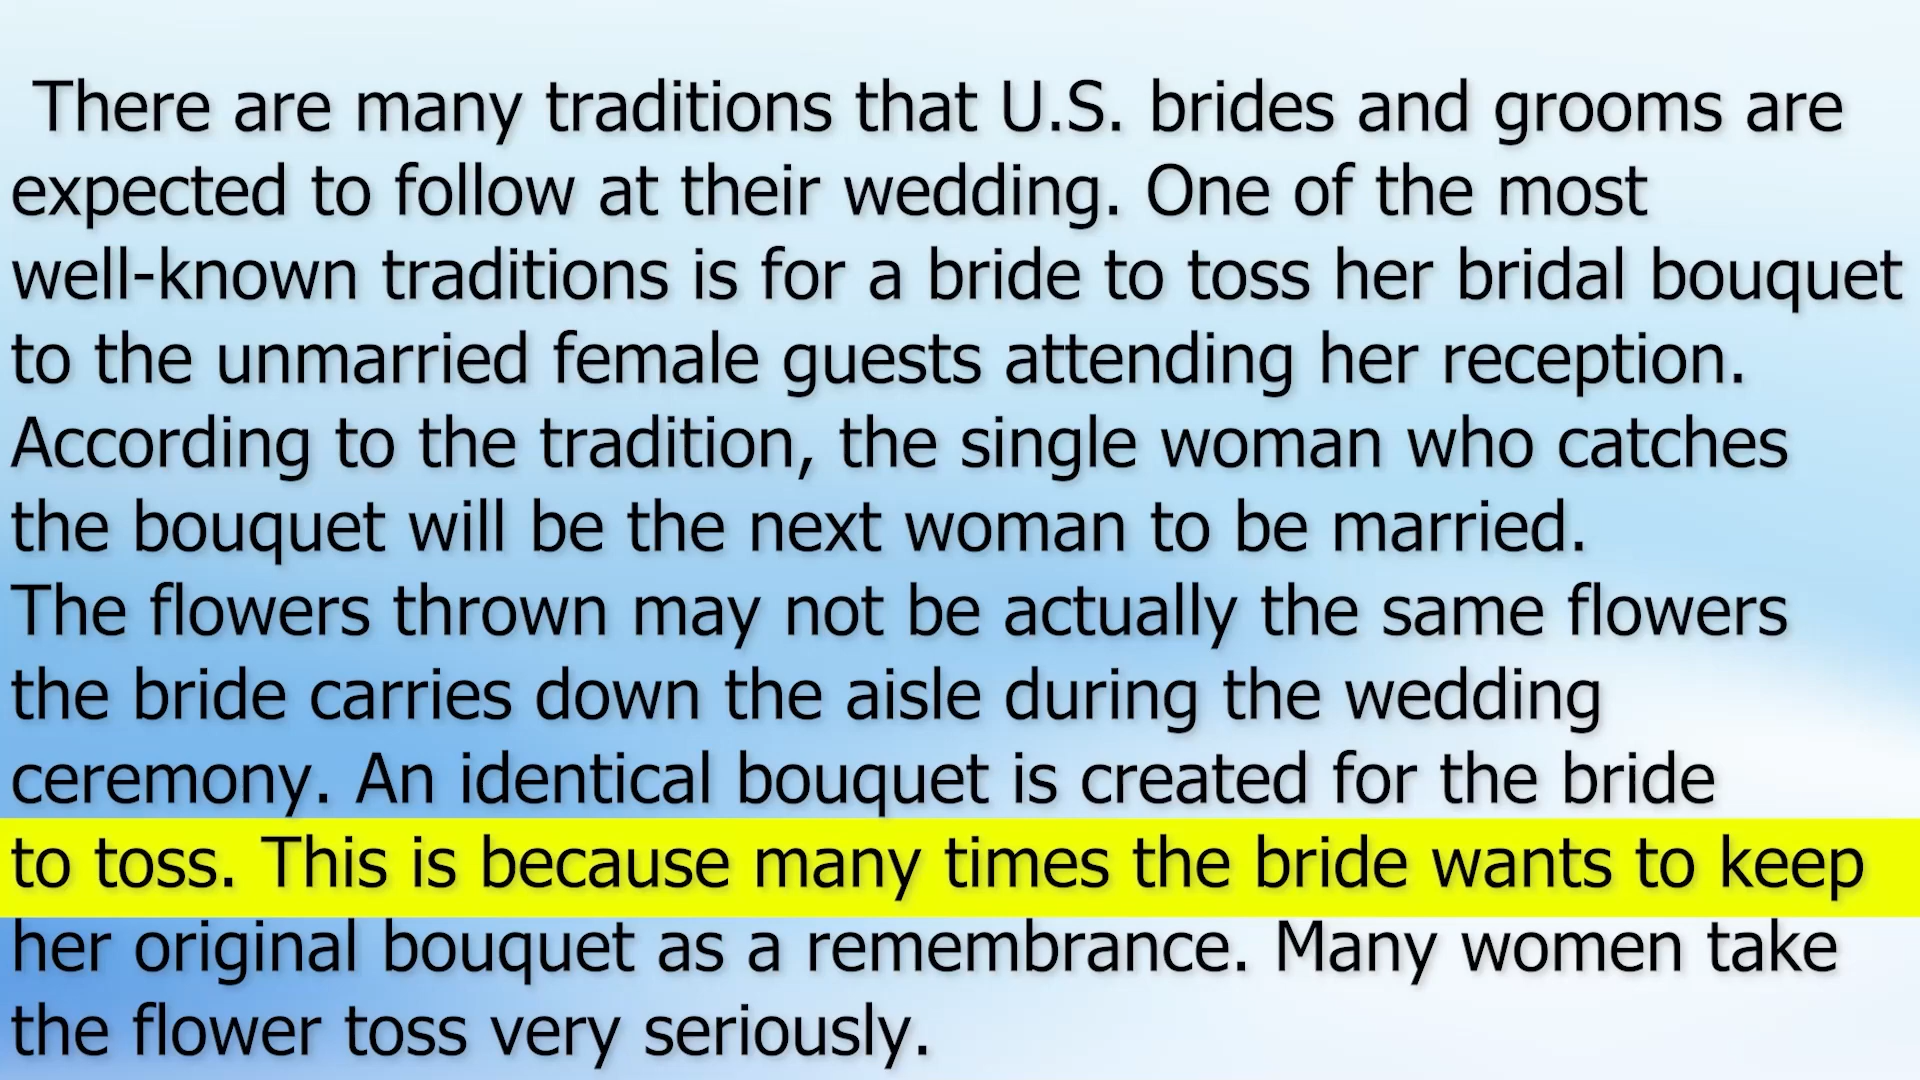 There are many traditions that U.S. brides and grooms are
expected to follow at their wedding. One of the most
well-known traditions is for a bride to toss her bridal bouquet
to the unmarried female guests attending her reception.
According to the tradition, the single woman who catches
the bouquet will be the next woman to be married.
The flowers thrown may not be actually the same flowers
the bride carries down the aisle during the wedding
ceremony. An identical bouquet is created for the bride
to toss. This is because many times the bride wants to keep
her original bouquet as a remembrance. Many women take
the flower toss very seriously.